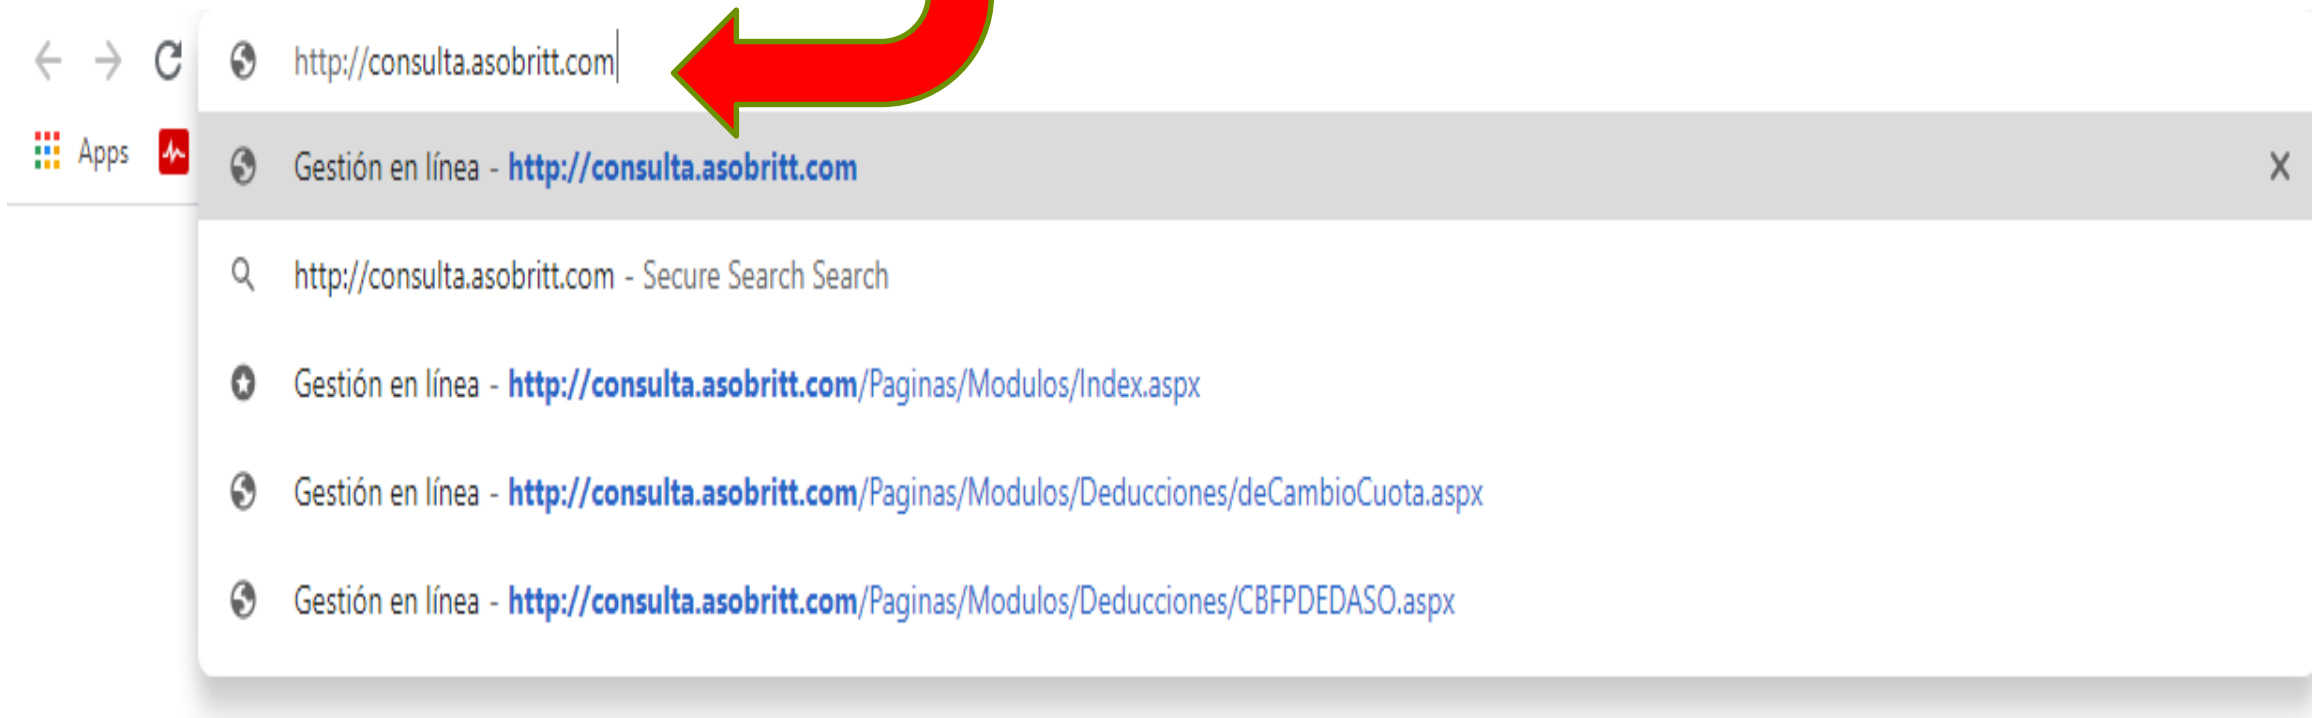 http://consulta.asobritt.com
Apps
Gestión en línea - http://consulta.asobritt.com
http://consulta.asobritt.com - Secure Search Search
Gestión en línea - http://consulta.asobritt.com/Paginas/Modulos/Index.aspx
Gestión en línea - http://consulta.asobritt.com/Paginas/Modulos/Deducciones/deCambioCuota.aspx
Gestión en línea - http://consulta.asobritt.com/Paginas/Modulos/Deducciones/CBFPDEDASO.aspx